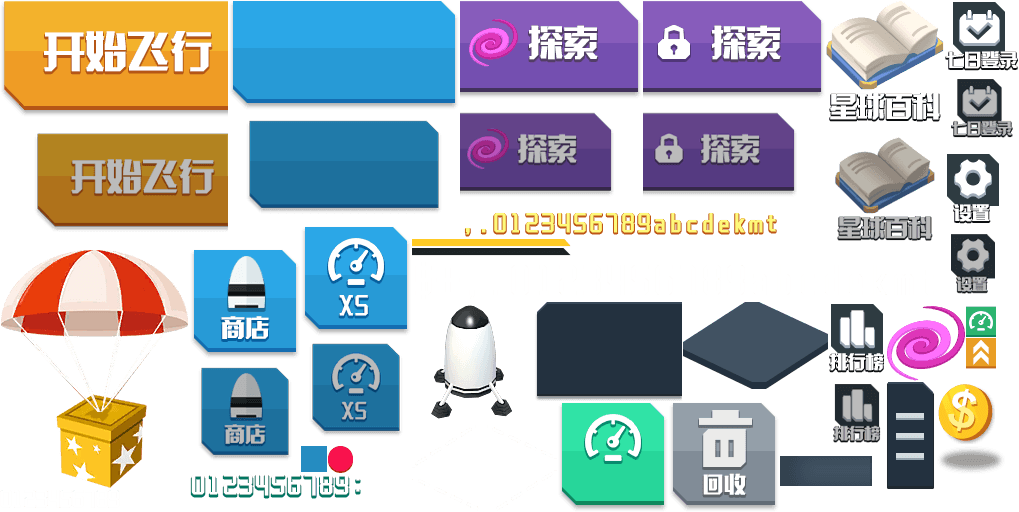 开始飞行
探索
探索
七日登录
星球百科
七日登录
开始飞行
探索
探索
设置
星球百科
,.0123456789abcdekmt
设置
X5
商店
排行榜
X5
商店
排行榜
回收
0123456789:
$